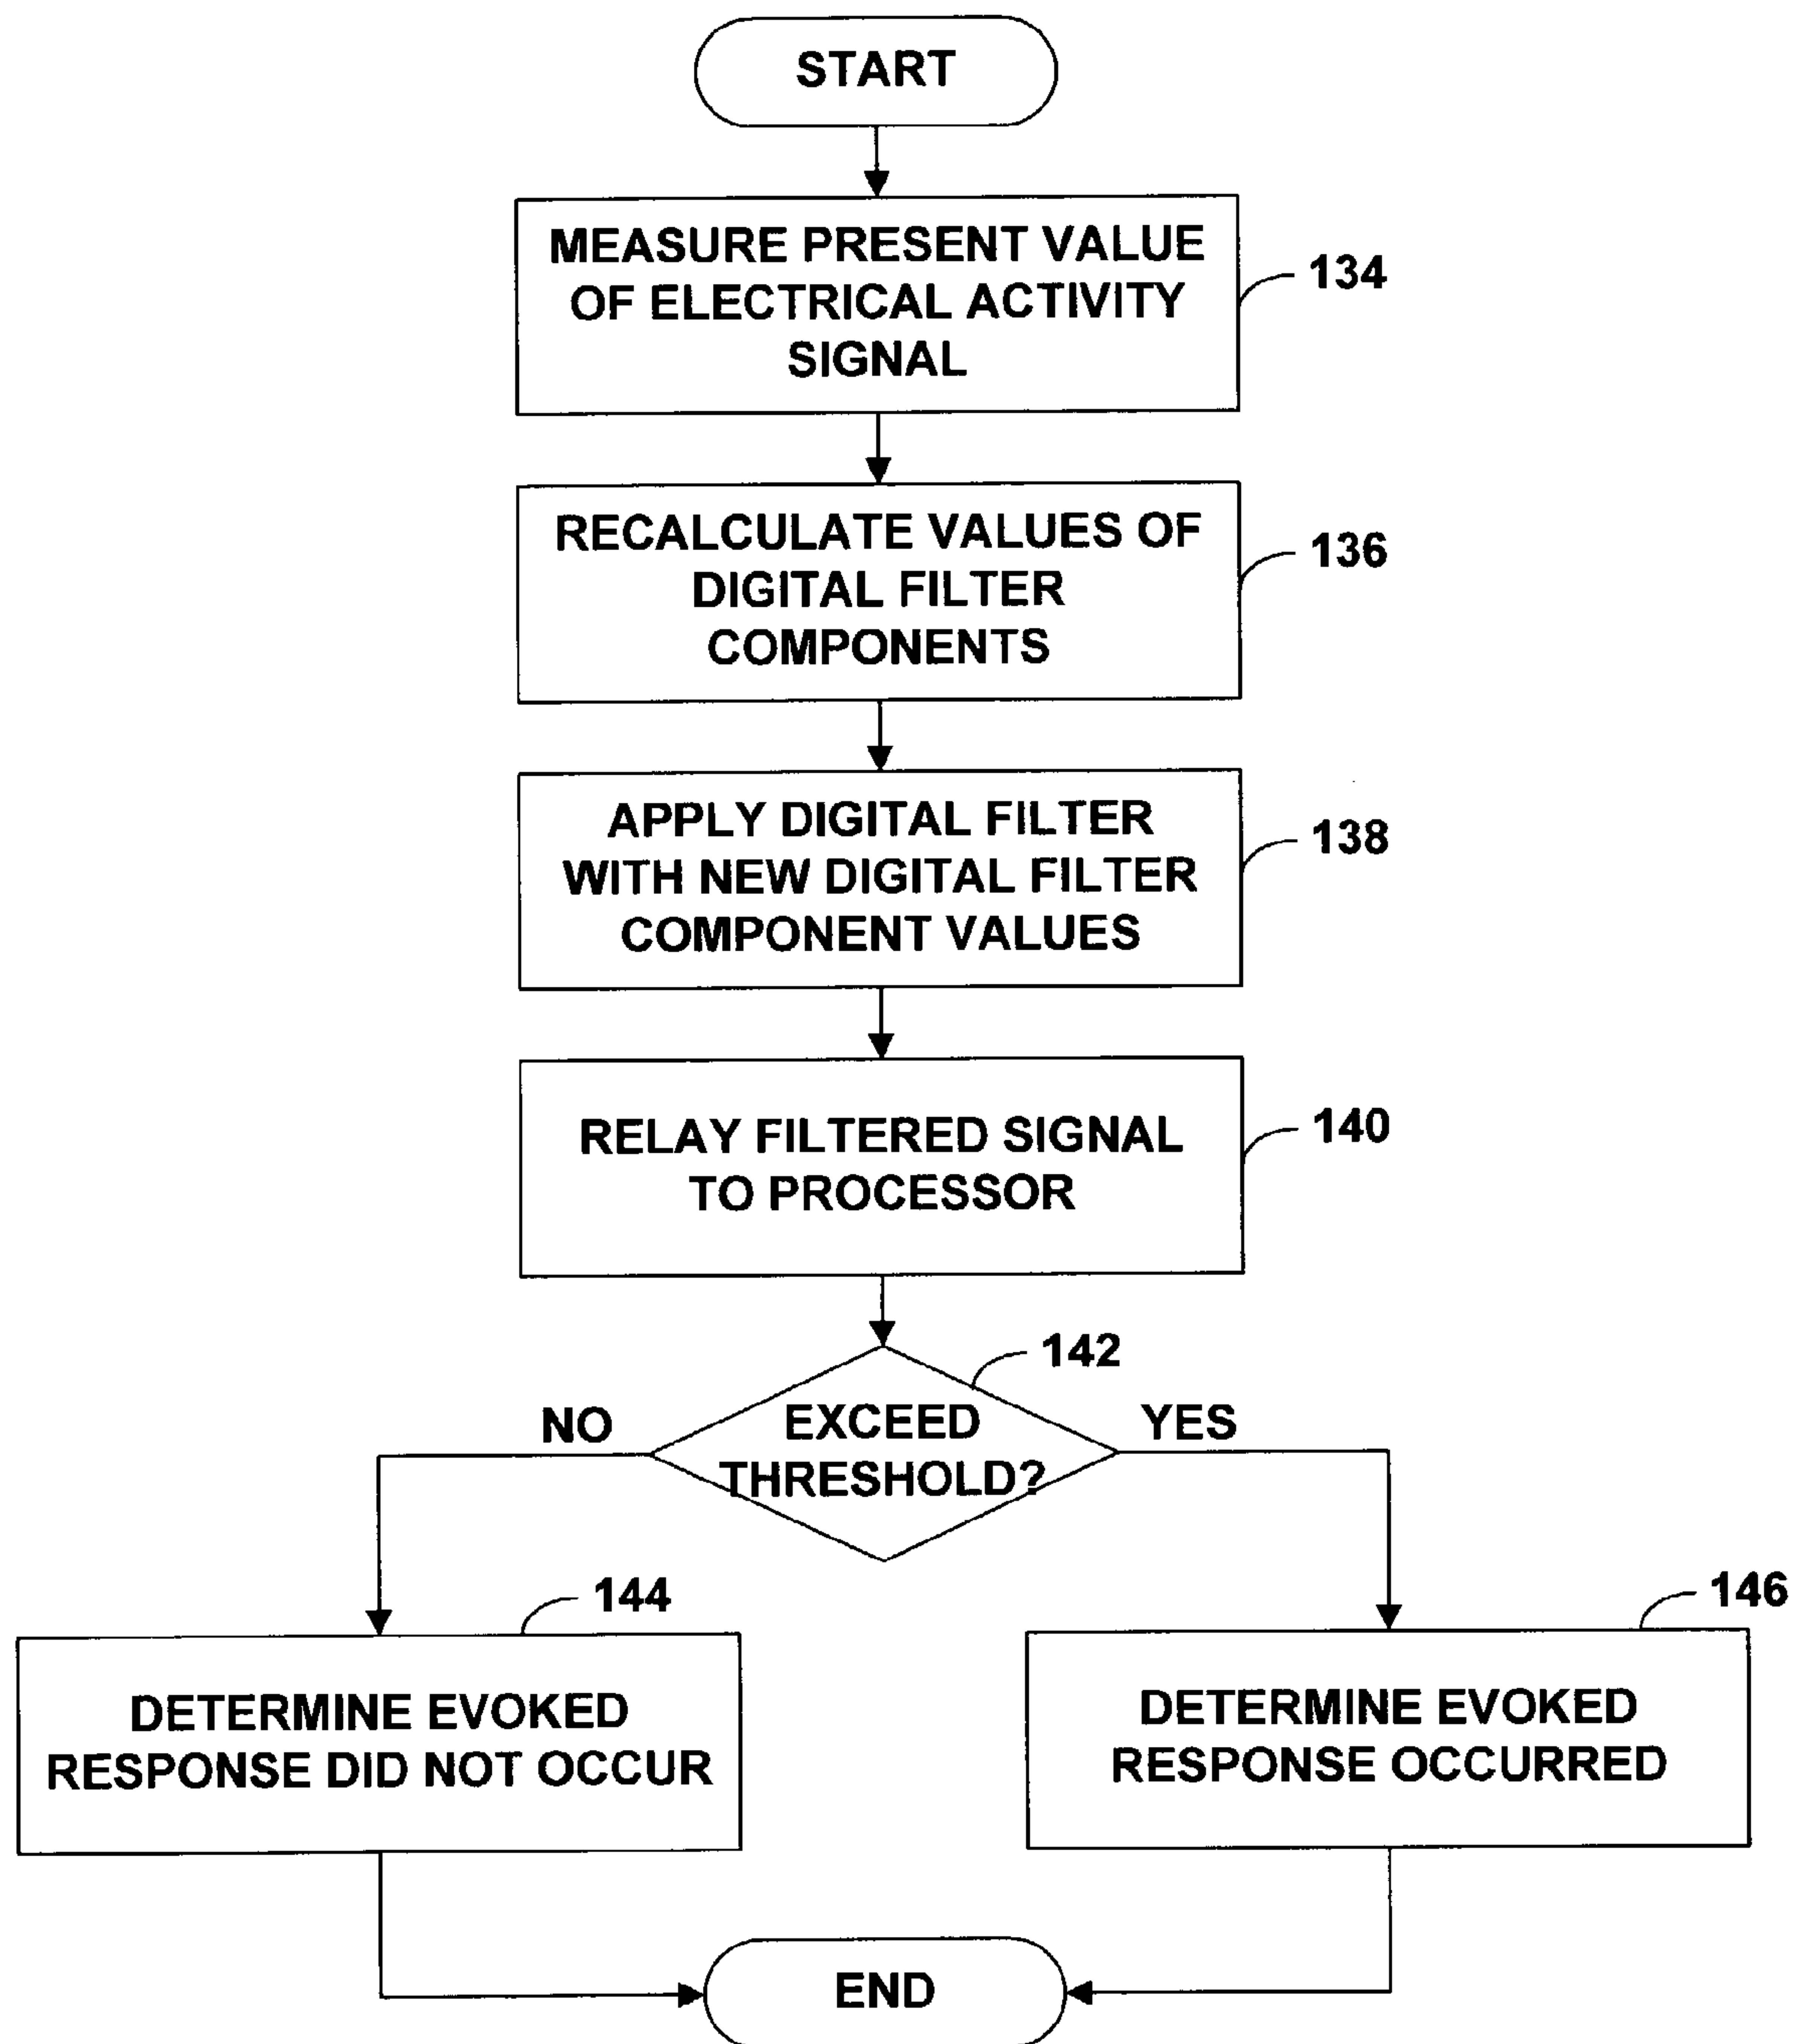 START
MEASURE PRESENT VALUE
OF ELECTRICAL ACTIVITY
SIGNAL
134
RECALCULATE VALUES OF
DIGITAL FILTER
COMPONENTS
136
APPLY DIGITAL FILTER
WITH NEW DIGITAL FILTER
COMPONENT VALUES
138
RELAY FILTERED SIGNAL
TO PROCESSOR
140
142
NO
EXCEED
THRESHOLD?
YES
144
DETERMINE EVOKED
RESPONSE DID NOT OCCUR
146
DETERMINE EVOKED
RESPONSE OCCURRED
END